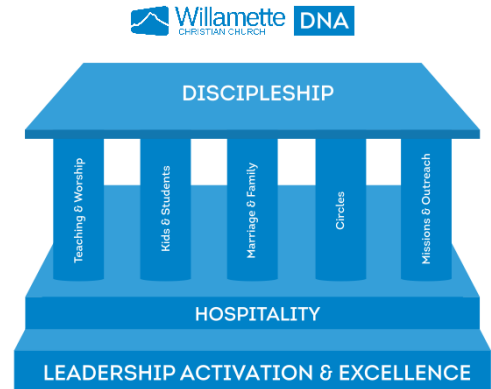 Willamette DNA
CHRISTIAN CHURCH
DISCIPLESHIP
Teaching & Worship
Kids & Students
Marriage & Family
Circles
Missions & Outreach
HOSPITALITY
LEADERSHIP ACTIVATION & EXCELLENCE